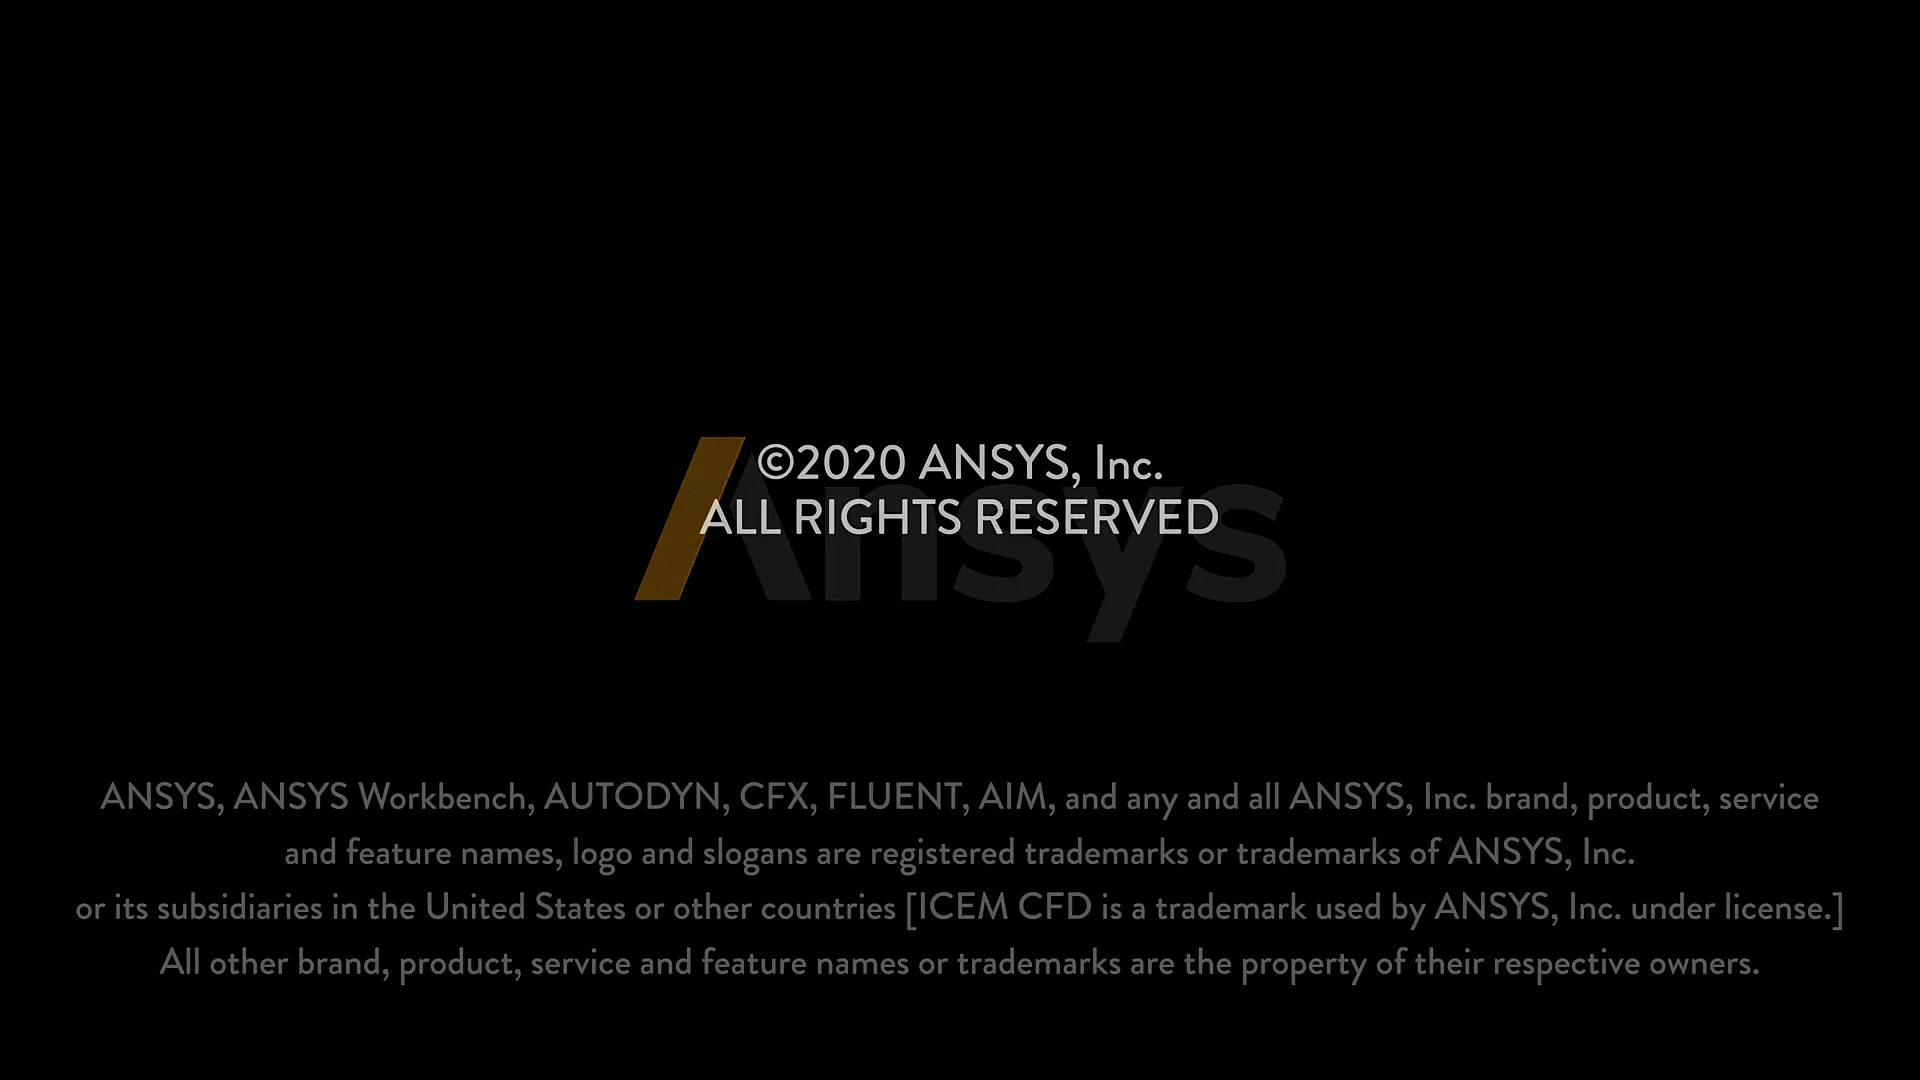 ©2020 ANSYS, Inc.
ALL RIGHTS RESERVED
Ansys
ANSYS, ANSYS Workbench, AUTODYN, CFX, FLUENT, AIM, and any and all ANSYS, Inc. brand, product, service
and feature names, logo and slogans are registered trademarks or trademarks of ANSYS, Inc.
or its subsidiaries in the United States or other countries [ICEM CFD is a trademark used by ANSYS, Inc. under license.]
All other brand, product, service and feature names or trademarks are the property of their respective owners.